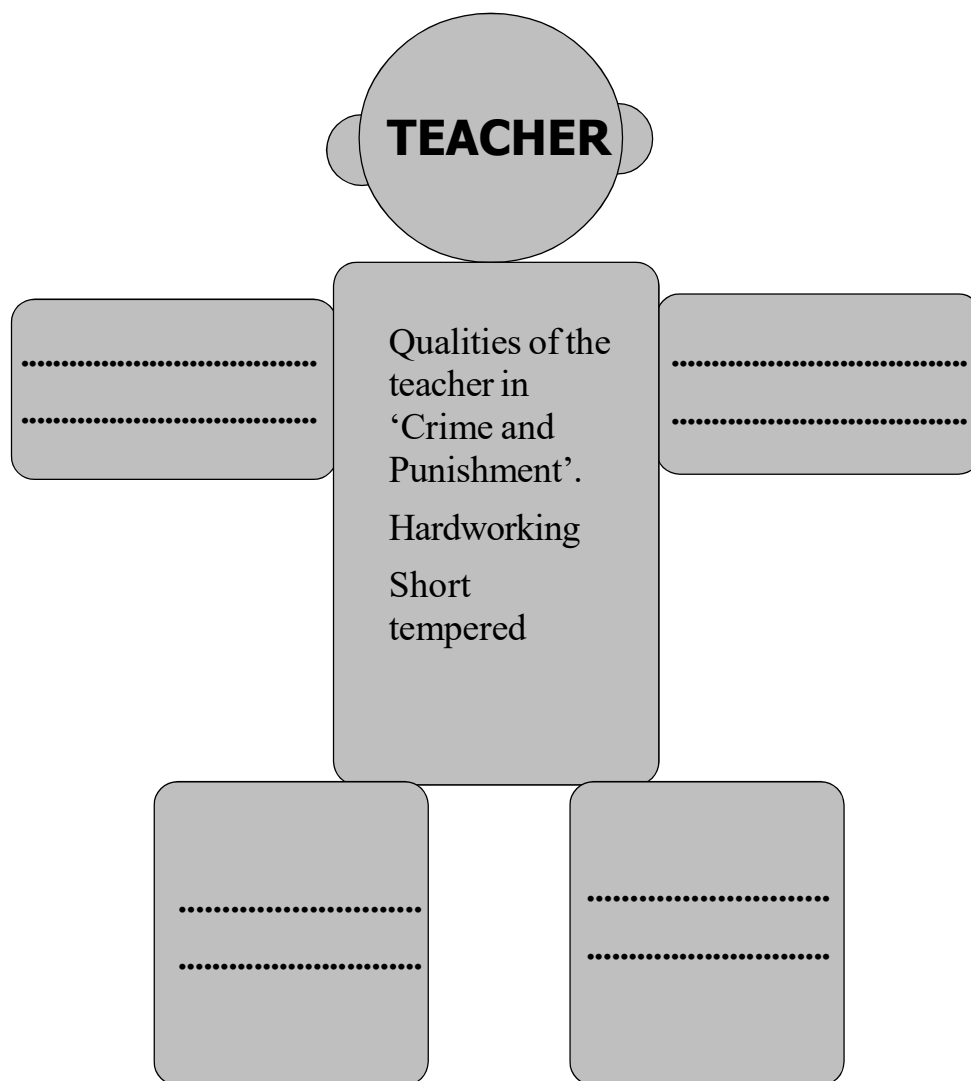 TEACHER
Qualities of the
teacher in
‘Crime and
Punishment’.
Hardworking
Short
tempered